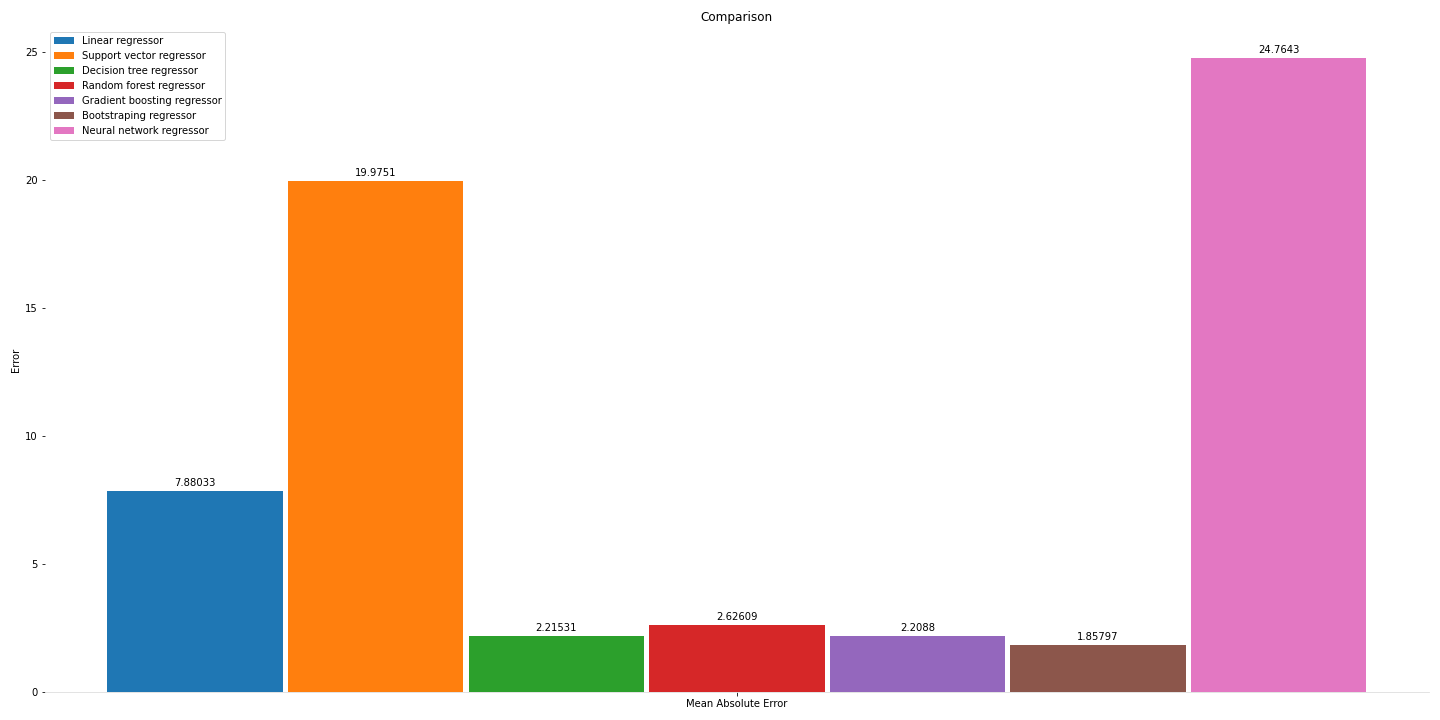 Comparison
Linear regressor
Support vector regressor
Decision tree regressor
Random forest regressor
Gradient boosting regressor
Bootstraping regressor
Neural network regressor
25
20
15
10
5
0
Error
7.88033
19.9751
2.21531
2.62609
2.2088
1.85797
24.7643
Mean Absolute Error